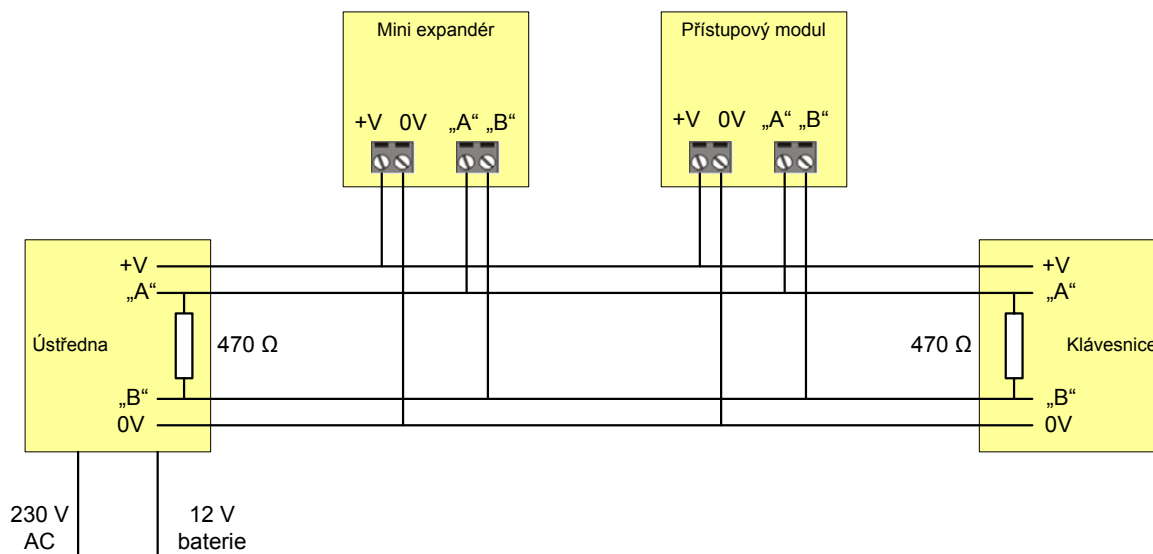 Mini expandér
+V 0V „A“ „B“
Přístupový modul
+V 0V „A“ „B“
+V
„A“
Ústředna
470 Ω
„B“
0V
+V
„A“
470 Ω
Klávesnice
„B“
0V
230 V
AC
12 V
baterie